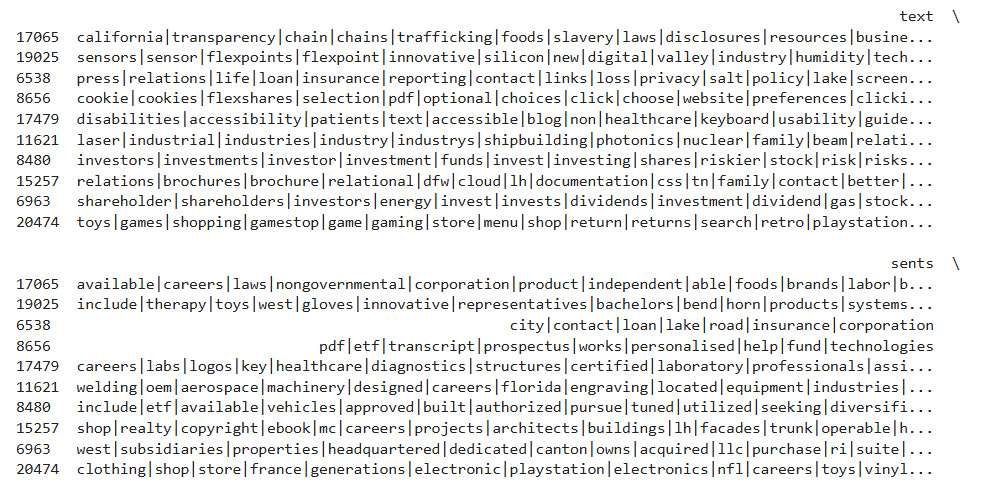 text \
17065 california|transparency|chain|chains|trafficking|foods|slavery|laws|disclosures|resources|busine...
19025 sensors|sensor|flexpoints|flexpoint|innovative|silicon|new|digital|valley|industry|humidity|tech...
6538 press|relations|life|loan|insurance|reporting|contact|links|loss|privacy|salt|policy|lake|screen...
8656 cookie|cookies|flexshares|selection|pdf|optional|choices|click|choose|website|preferences|clicki...
17479 disabilities|accessibility|patients|text|accessible|blog|non|healthcare|keyboard|usability|guide...
11621 laser|industrial|industries|industry|industrys|shipbuilding|photonics|nuclear|family|beam|relati...
8480 investors|investments|investor|investment|funds|invest|investing|shares|riskier|stock|risk|risks...
15257 relations|brochures|brochure|relational|dfw|cloud|lh|documentation|css|tn|family|contact|better|...
6963 shareholder|shareholders|investors|energy|invest|invests|dividends|investment|dividend|gas|stock...
20474 toys|games|shopping|gamestop|game|gaming|store|menu|shop|return|returns|search|retro|playstation...
sents \
17065 available|careers|laws|nongovernmental|corporation|product|independent|able|foods|brands|labor|b...
19025 include|therapy|toys|west|gloves|innovative|representatives|bachelors|bend|horn|products|systems...
6538 city|contact|loan|lake|road|insurance|corporation
8656 pdf|etf|transcript|prospectus|works|personalised|help|fund|technologies
17479 careers|labs|logos|key|healthcare|diagnostics|structures|certified|laboratory|professionals|assi...
11621 welding|oem|aerospace|machinery|designed|careers|florida|engraving|located|equipment|industries|...
8480 include|etf|available|vehicles|approved|built|authorized|pursue|tuned|utilized|seeking|diversifi...
15257 shop|realty|copyright|ebook|mc|careers|projects|architects|buildings|lh|facades|trunk|operable|h...
6963 west|subsidiaries|properties|headquartered|dedicated|canton|owns|acquired|llc|purchase|ri|suite|...
20474 clothing|shop|store|france|generations|electronic|playstation|electronics|nfl|careers|toys|vinyl...